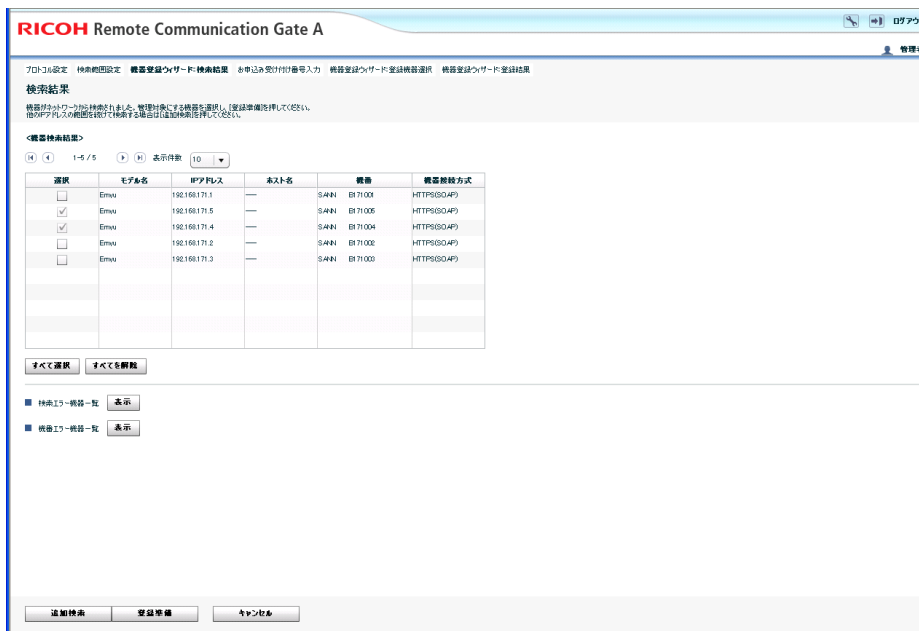 RICOH Remote Communication Gate A
ログアウ
管理者
プロトコル設定 検索範囲設定 機器登録ウィザード:検索結果 お申込み受け付け番号入力 機器登録ウィザード:登録機器選択 機器登録ウィザード:登録結果
検索結果
機器がネットワークから検索されました。管理対象にする機器を選択し、[登録準備]を押してください。
他のIPアドレスの範囲を続けて検索する場合は[追加検索]を押してください。
<機器検索結果>
1-5 / 5 表示件数 10
選択 モデル名 IPアドレス ホスト名 機番 機器接続方式
Emyu 192.168.171.1 ── SANN B171001 HTTPS(SOAP)
Emyu 192.168.171.5 ── SANN B171005 HTTPS(SOAP)
Emyu 192.168.171.4 ── SANN B171004 HTTPS(SOAP)
Emyu 192.168.171.2 ── SANN B171002 HTTPS(SOAP)
Emyu 192.168.171.3 ── SANN B171003 HTTPS(SOAP)
すべて選択 すべてを解除
検索エラー機器一覧 表示
機番エラー機器一覧 表示
追加検索 登録準備 キャンセル